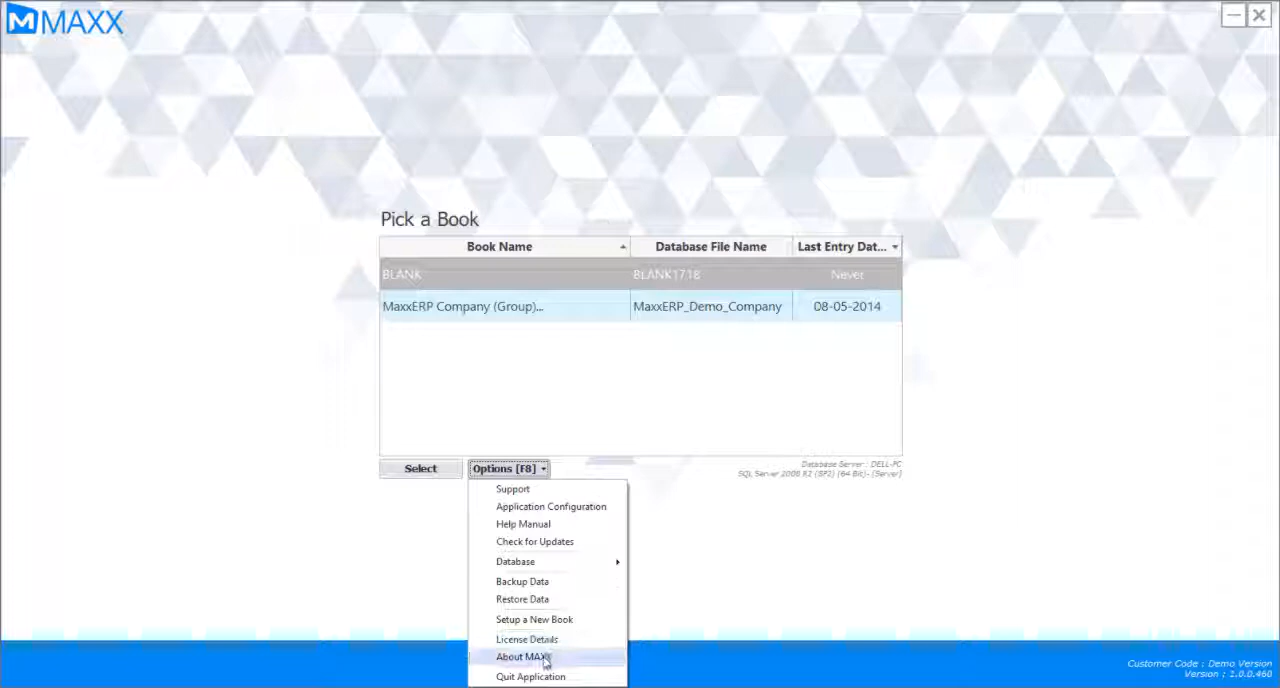 MAXX
Pick a Book
Book Name Database File Name Last Entry Dat...
BLANK BLANK1718 Never
MaxxERP Company (Group)... MaxxERP_Demo_Company 08-05-2014
Select Options [F8]
Database Server : DELL-PC
SQL Server 2008 R2 (SP2) (64 Bit)- (Server)
Support
Application Configuration
Help Manual
Check for Updates
Database
Backup Data
Restore Data
Setup a New Book
License Details
About MAXX
Quit Application
Customer Code : Demo Version
Version : 1.0.0.460